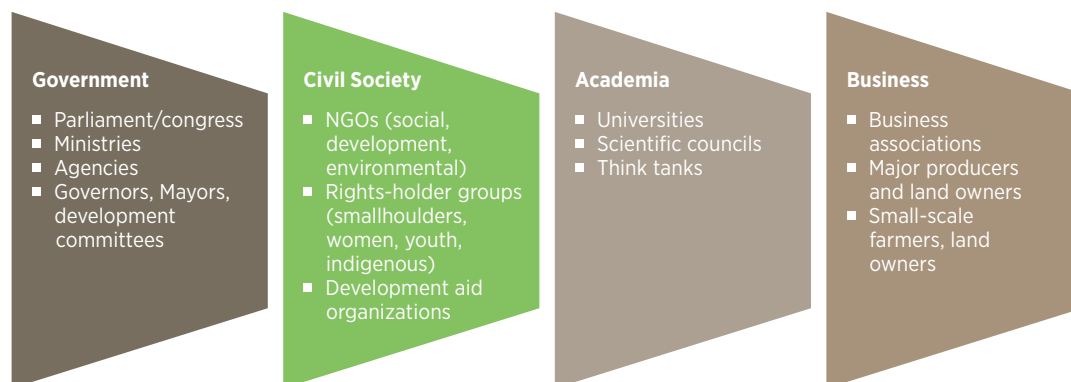 Government
■ Parliament/congress
■ Ministries
■ Agencies
■ Governors, Mayors,
development
committees
Civil Society
■ NGOs (social,
development,
environmental)
■ Rights-holder groups
(smallhoulders,
women, youth,
indigenous)
■ Development aid
organizations
Academia
■ Universities
■ Scientific councils
■ Think tanks
Business
■ Business
associations
■ Major producers
and land owners
■ Small-scale
farmers, land
owners